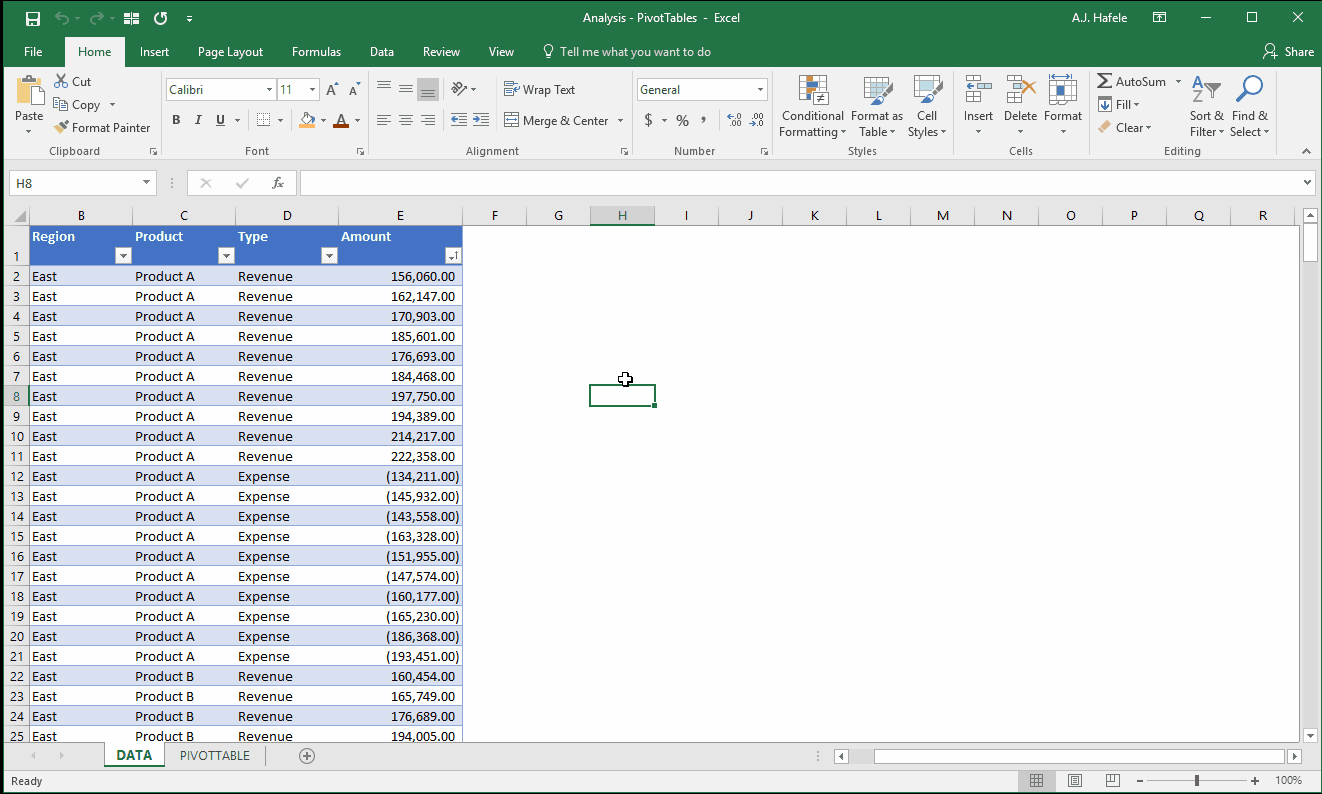 Analysis - PivotTables - Excel A.J. Hafele
File Home Insert Page Layout Formulas Data Review View Tell me what you want to do Share
Paste Cut Copy Format Painter Clipboard
Calibri 11 B I U A A A Font
Wrap Text Merge & Center Alignment
General $ % , .00 .0 Number
Conditional Formatting Format as Table Cell Styles Styles
Insert Delete Format Cells
AutoSum Fill Clear Sort & Filter Find & Select Editing
H8 fx
B C D E F G H I J K L M N O P Q R
1 Region Product Type Amount
2 East Product A Revenue 156,060.00
3 East Product A Revenue 162,147.00
4 East Product A Revenue 170,903.00
5 East Product A Revenue 185,601.00
6 East Product A Revenue 176,693.00
7 East Product A Revenue 184,468.00
8 East Product A Revenue 197,750.00
9 East Product A Revenue 194,389.00
10 East Product A Revenue 214,217.00
11 East Product A Revenue 222,358.00
12 East Product A Expense (134,211.00)
13 East Product A Expense (145,932.00)
14 East Product A Expense (143,558.00)
15 East Product A Expense (163,328.00)
16 East Product A Expense (151,955.00)
17 East Product A Expense (147,574.00)
18 East Product A Expense (160,177.00)
19 East Product A Expense (165,230.00)
20 East Product A Expense (186,368.00)
21 East Product A Expense (193,451.00)
22 East Product B Revenue 160,454.00
23 East Product B Revenue 165,749.00
24 East Product B Revenue 176,689.00
25 East Product B Revenue 194,005.00
DATA PIVOTTABLE
Ready 100%